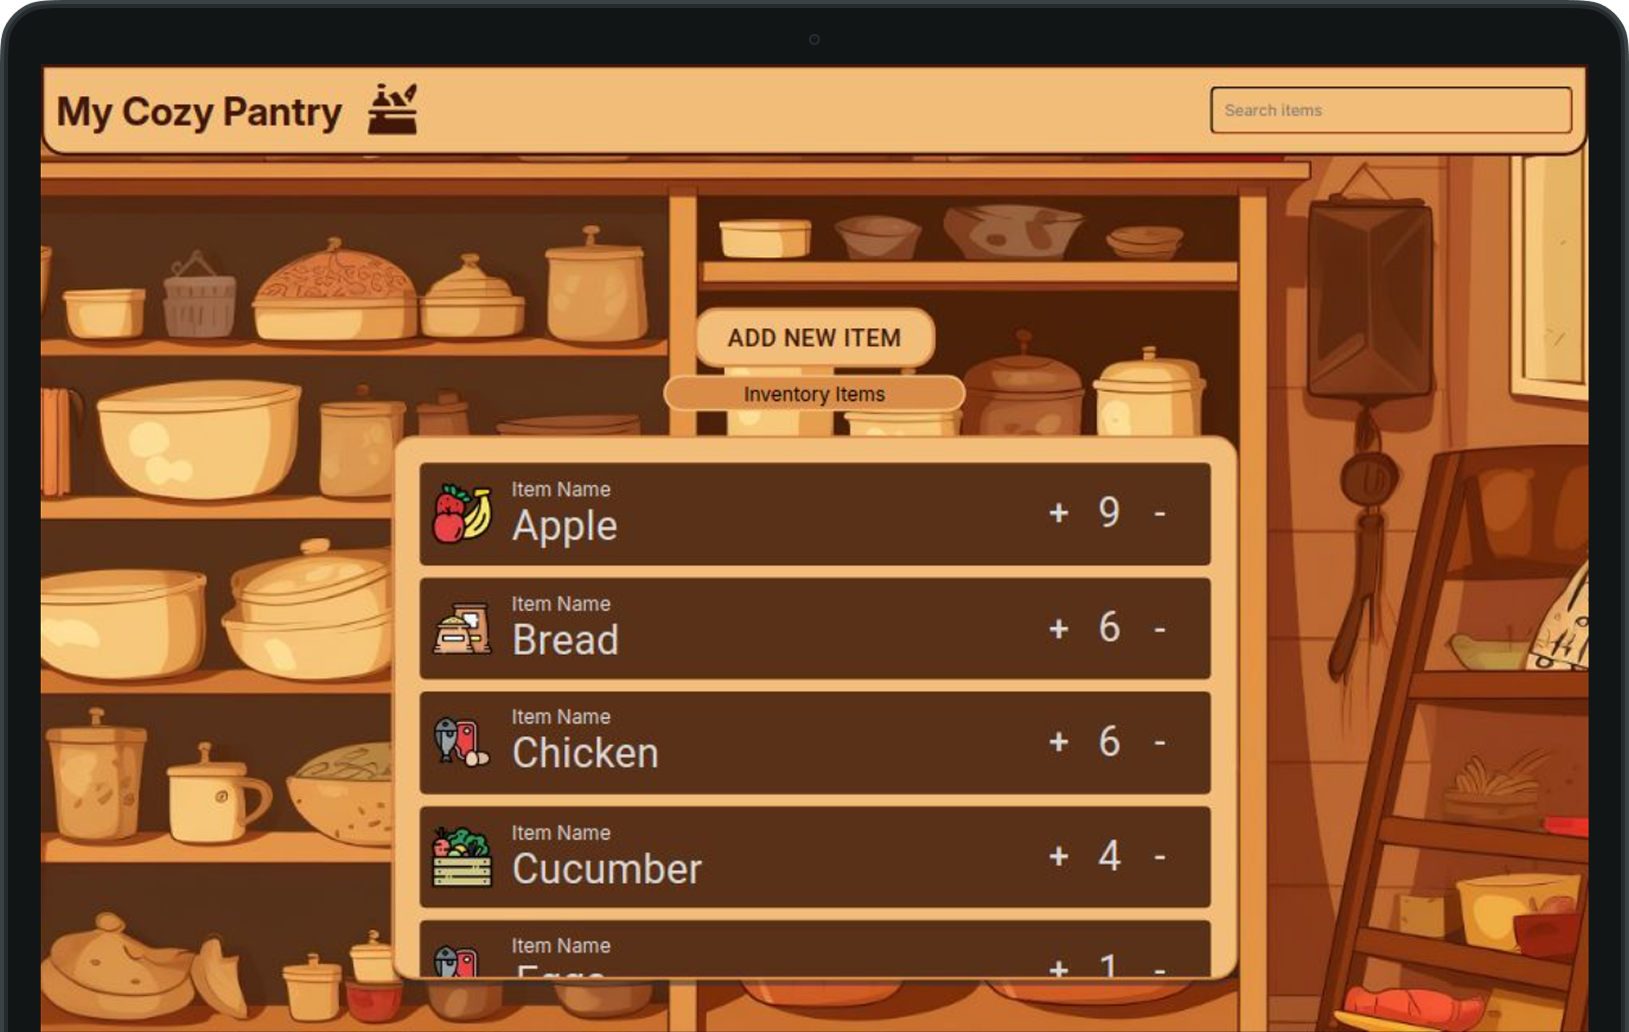 My Cozy Pantry
Search items
ADD NEW ITEM
Inventory Items
Item Name
Apple
+ 9 -
Item Name
Bread
+ 6 -
Item Name
Chicken
+ 6 -
Item Name
Cucumber
+ 4 -
Item Name
Eggs
+ 1 -